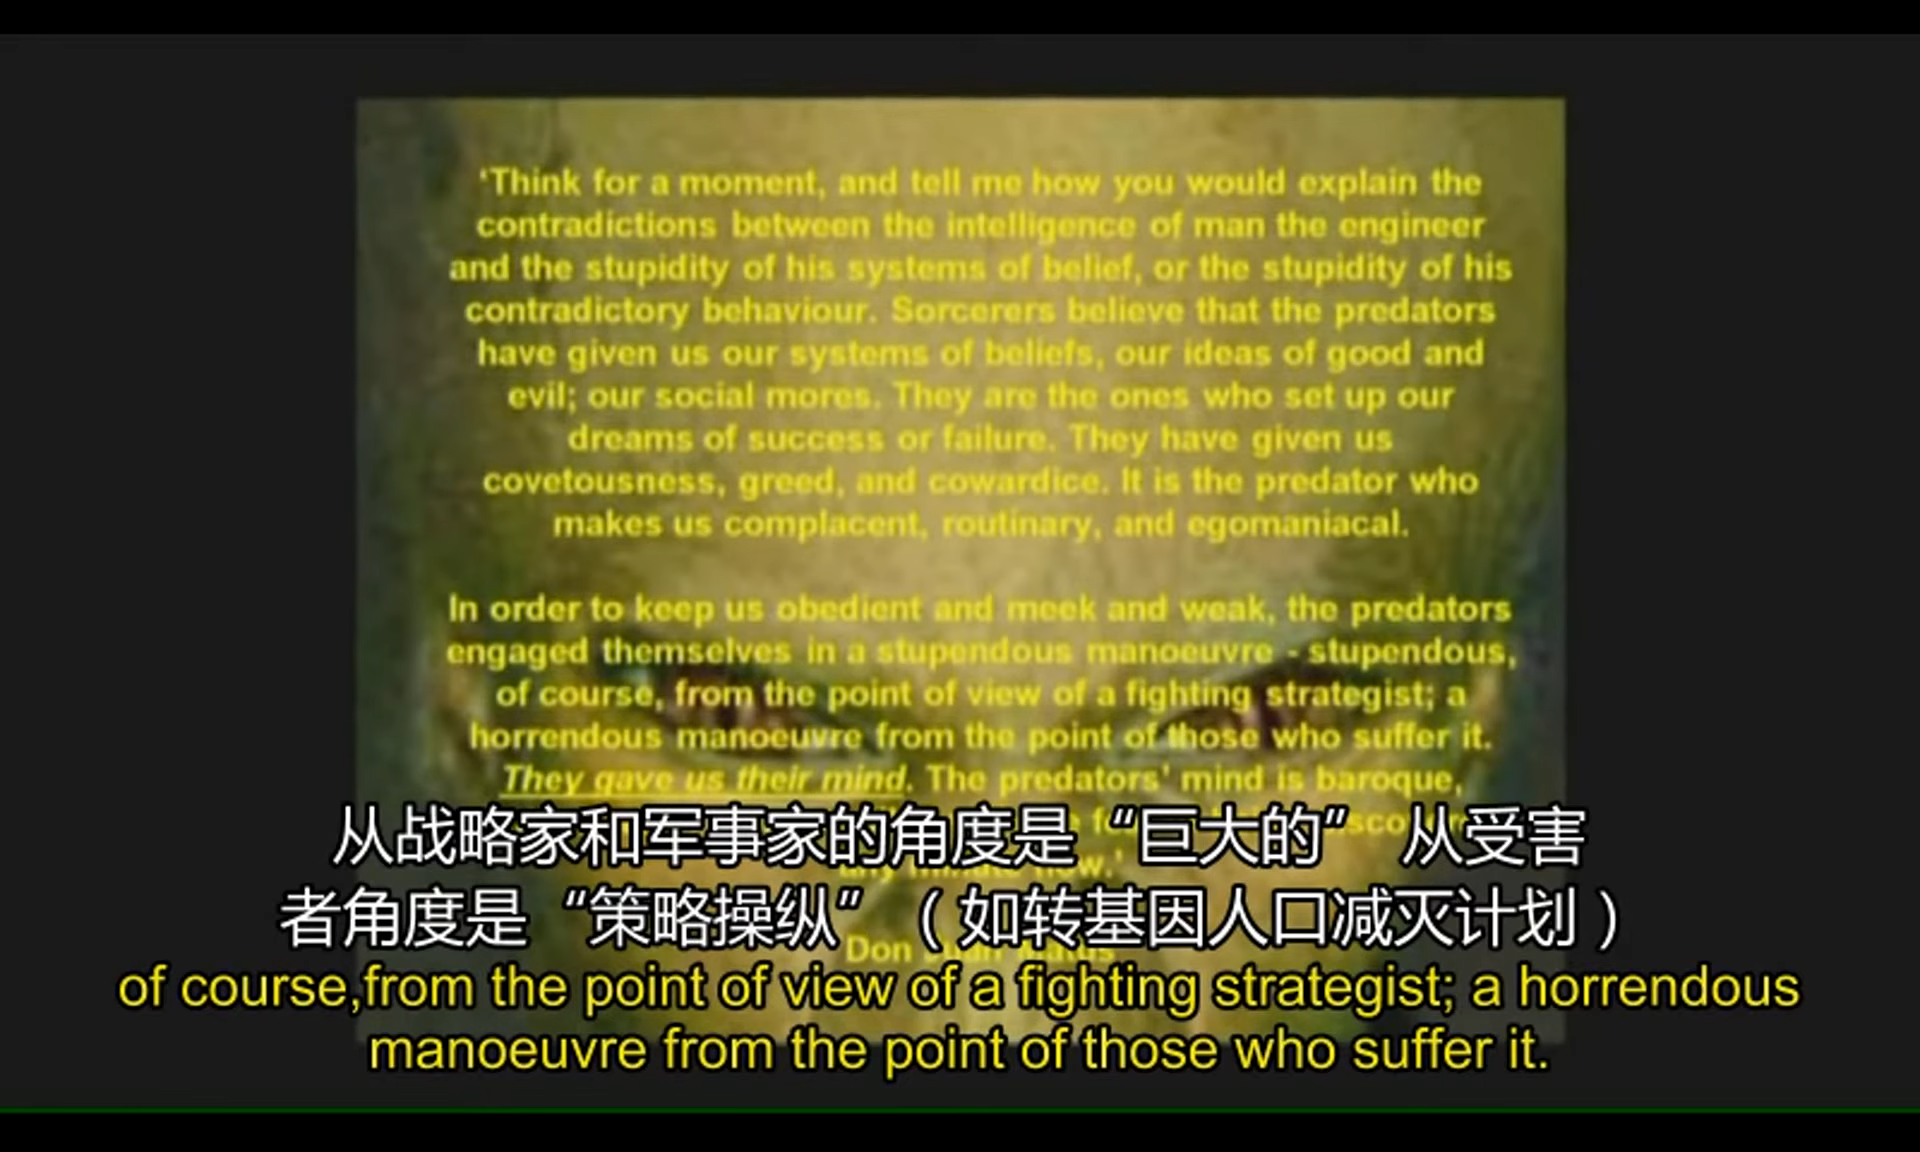 ‘Think for a moment, and tell me how you would explain the
contradictions between the intelligence of man the engineer
and the stupidity of his systems of belief, or the stupidity of his
contradictory behaviour. Sorcerers believe that the predators
have given us our systems of beliefs, our ideas of good and
evil; our social mores. They are the ones who set up our
dreams of success or failure. They have given us
covetousness, greed, and cowardice. It is the predator who
makes us complacent, routinary, and egomaniacal.
In order to keep us obedient and meek and weak, the predators
engaged themselves in a stupendous manoeuvre - stupendous,
of course, from the point of view of a fighting strategist; a
horrendous manoeuvre from the point of those who suffer it.
They gave us their mind. The predators' mind is baroque,
从战略家和军事家的角度是“巨大的” 从受害
者角度是“策略操纵”（如转基因人口减灭计划）
Don Juan Matus
of course,from the point of view of a fighting strategist; a horrendous
manoeuvre from the point of those who suffer it.